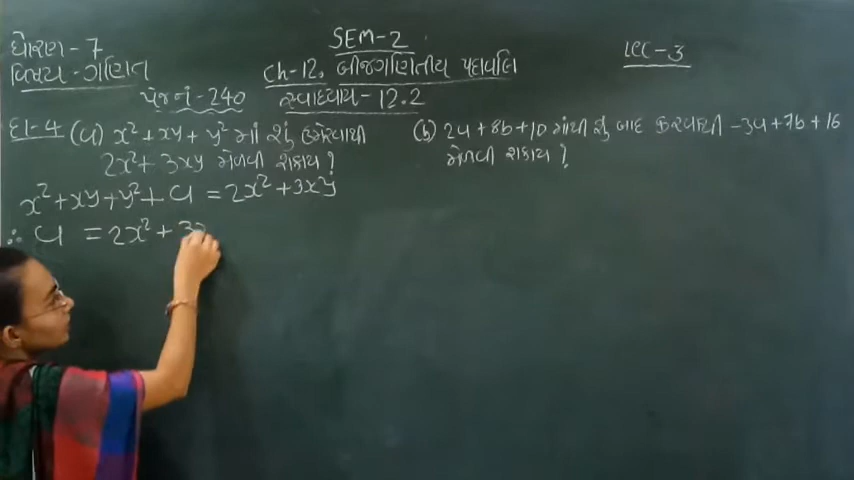 ધોરણ - 7
વિષય - ગણિત
SEM-2
Lec-3
Ch-12. બીજગણિતીય પદાવલિ
પેજ નં - 240
સ્વાધ્યાય - 12.2
દા-4 (a) x² + xy + y² માં શું ઉમેરવાથી
2x² + 3xy મેળવી શકાય ?
x² + xy + y² + a = 2x² + 3xy
∴ a = 2x² + 3
(b) 2a + 8b + 10 માંથી શું બાદ કરવાથી -3a + 7b + 16
મેળવી શકાય ?